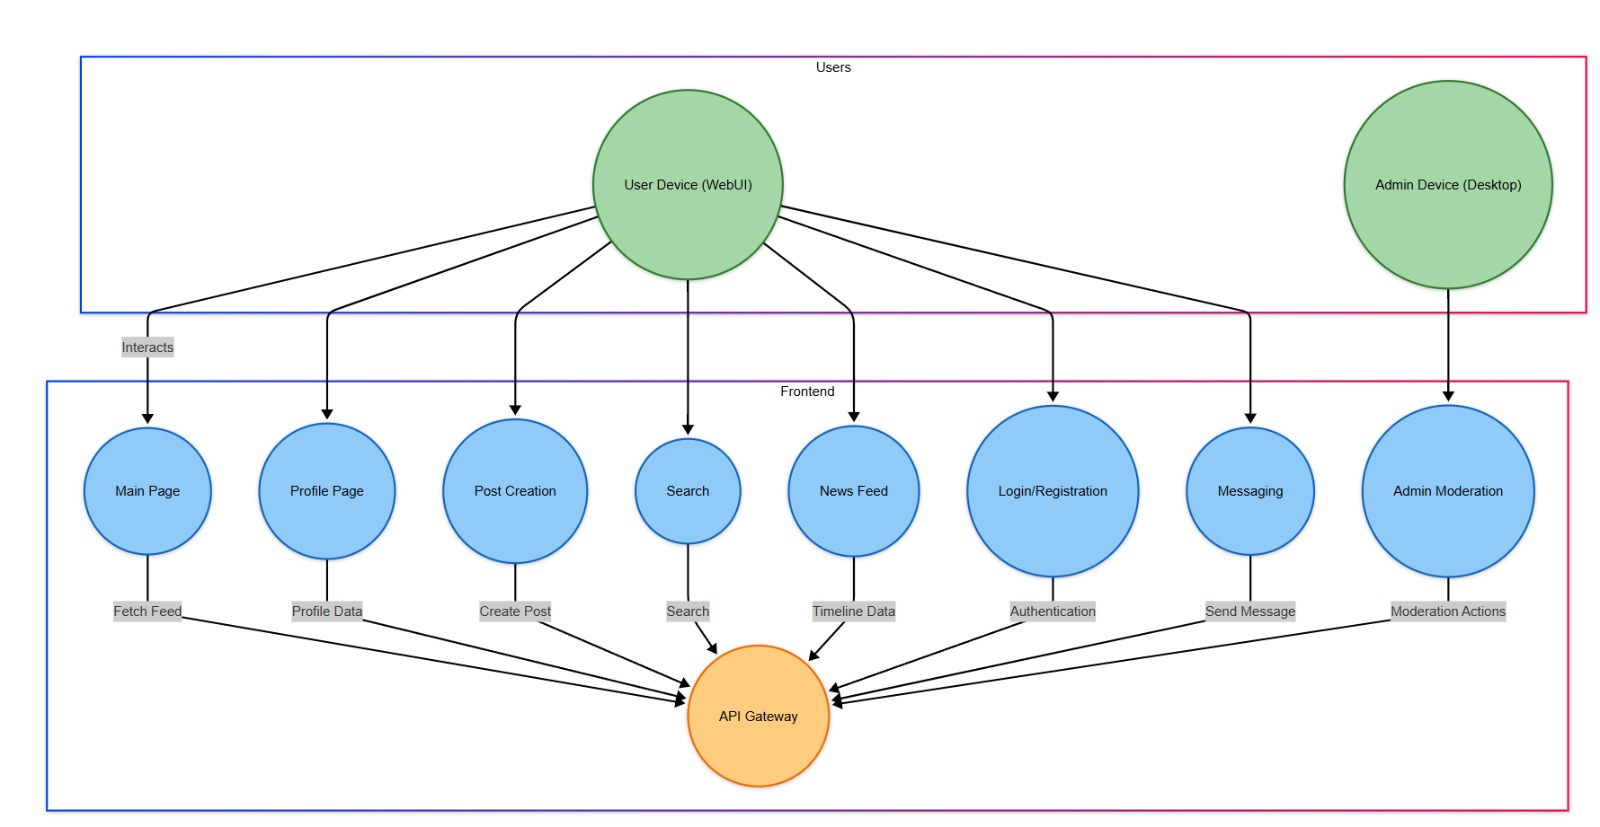 Users
User Device (WebUI)
Admin Device (Desktop)
Interacts
Frontend
Main Page
Profile Page
Post Creation
Search
News Feed
Login/Registration
Messaging
Admin Moderation
Fetch Feed
Profile Data
Create Post
Search
Timeline Data
Authentication
Send Message
Moderation Actions
API Gateway